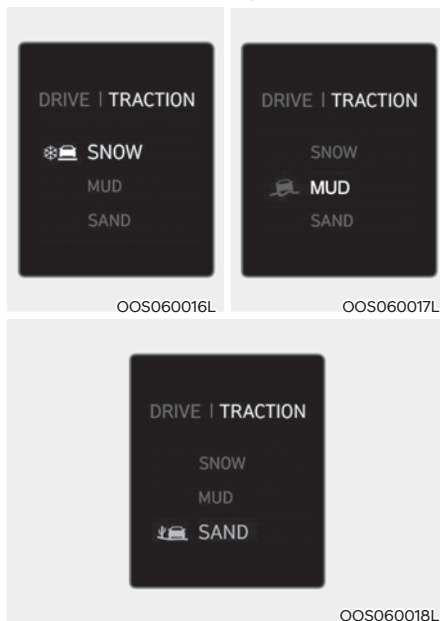 DRIVE | TRACTION
SNOW
MUD
SAND
OOS060016L
DRIVE | TRACTION
SNOW
MUD
SAND
OOS060017L
DRIVE | TRACTION
SNOW
MUD
SAND
OOS060018L